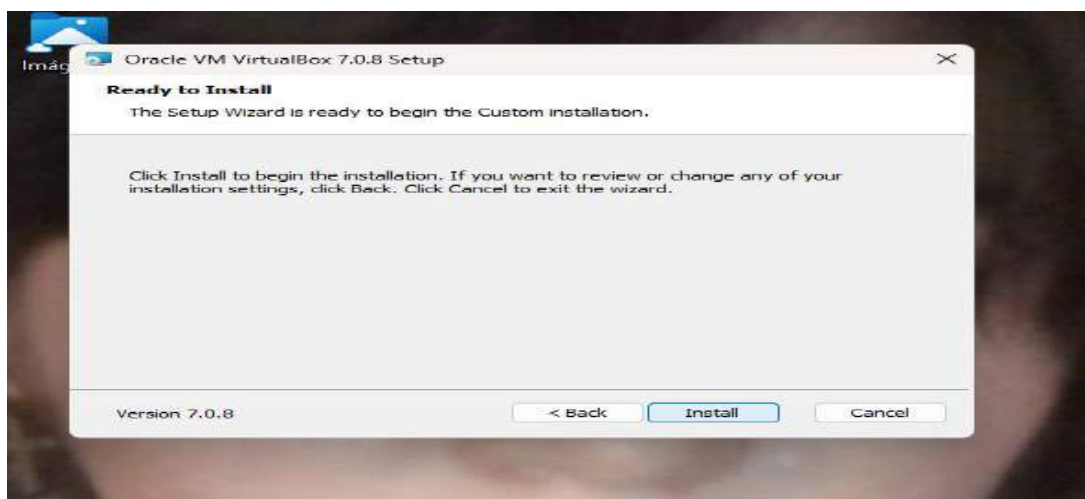 Imág
Oracle VM VirtualBox 7.0.8 Setup
Ready to Install
The Setup Wizard is ready to begin the Custom installation.
Click Install to begin the installation. If you want to review or change any of your
installation settings, click Back. Click Cancel to exit the wizard.
Version 7.0.8
< Back Install Cancel